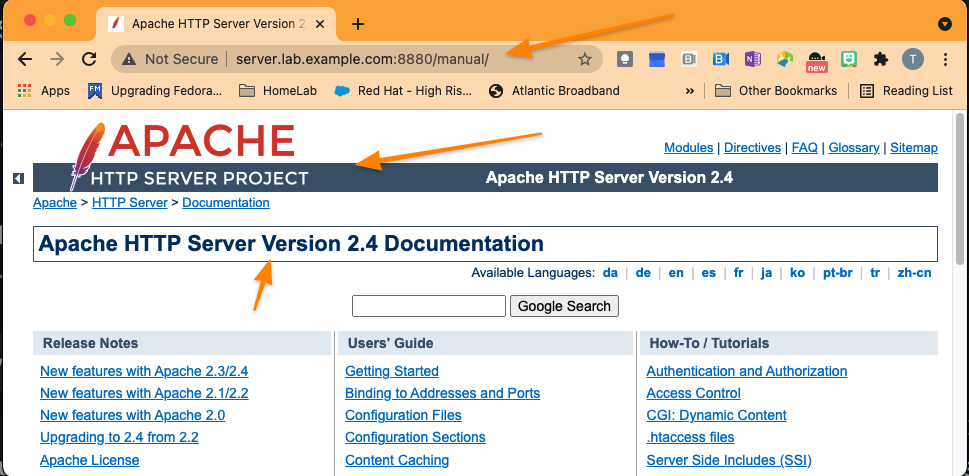 Apache HTTP Server Version 2
Not Secure server.lab.example.com:8880/manual/
new
T
Apps Upgrading Fedora... HomeLab Red Hat - High Ris... Atlantic Broadband » Other Bookmarks Reading List
APACHE
HTTP SERVER PROJECT
Modules | Directives | FAQ | Glossary | Sitemap
Apache HTTP Server Version 2.4
Apache > HTTP Server > Documentation
Apache HTTP Server Version 2.4 Documentation
Available Languages: da | de | en | es | fr | ja | ko | pt-br | tr | zh-cn
Google Search
Release Notes
New features with Apache 2.3/2.4
New features with Apache 2.1/2.2
New features with Apache 2.0
Upgrading to 2.4 from 2.2
Apache License
Users' Guide
Getting Started
Binding to Addresses and Ports
Configuration Files
Configuration Sections
Content Caching
How-To / Tutorials
Authentication and Authorization
Access Control
CGI: Dynamic Content
.htaccess files
Server Side Includes (SSI)